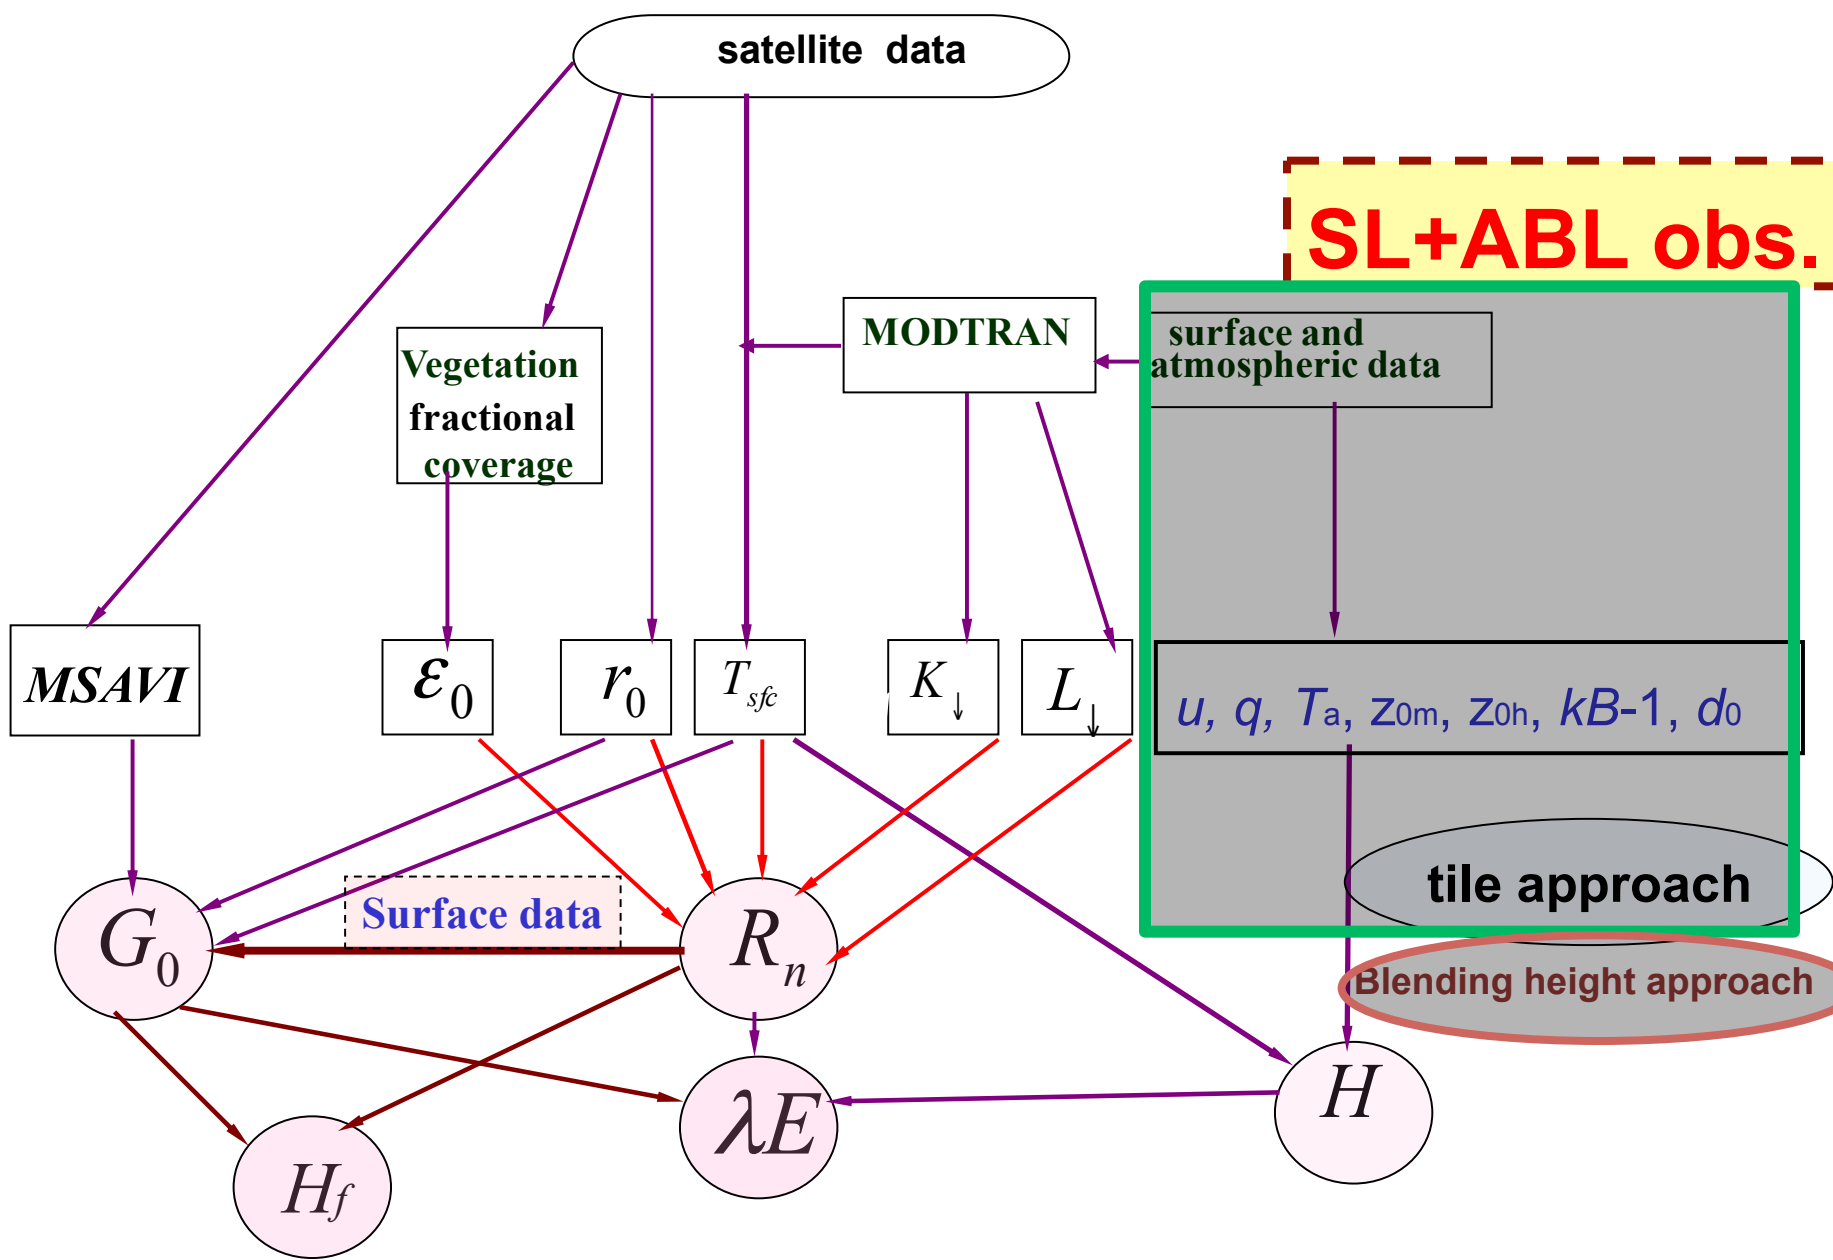 satellite data
SL+ABL obs.
MODTRAN
surface and
atmospheric data
Vegetation
fractional
coverage
MSAVI
ε0
r0
Tsfc
K↓
L↓
u, q, Ta, z0m, z0h, kB-1, d0
tile approach
Surface data
G0
Rn
Blending height approach
H
λE
Hf